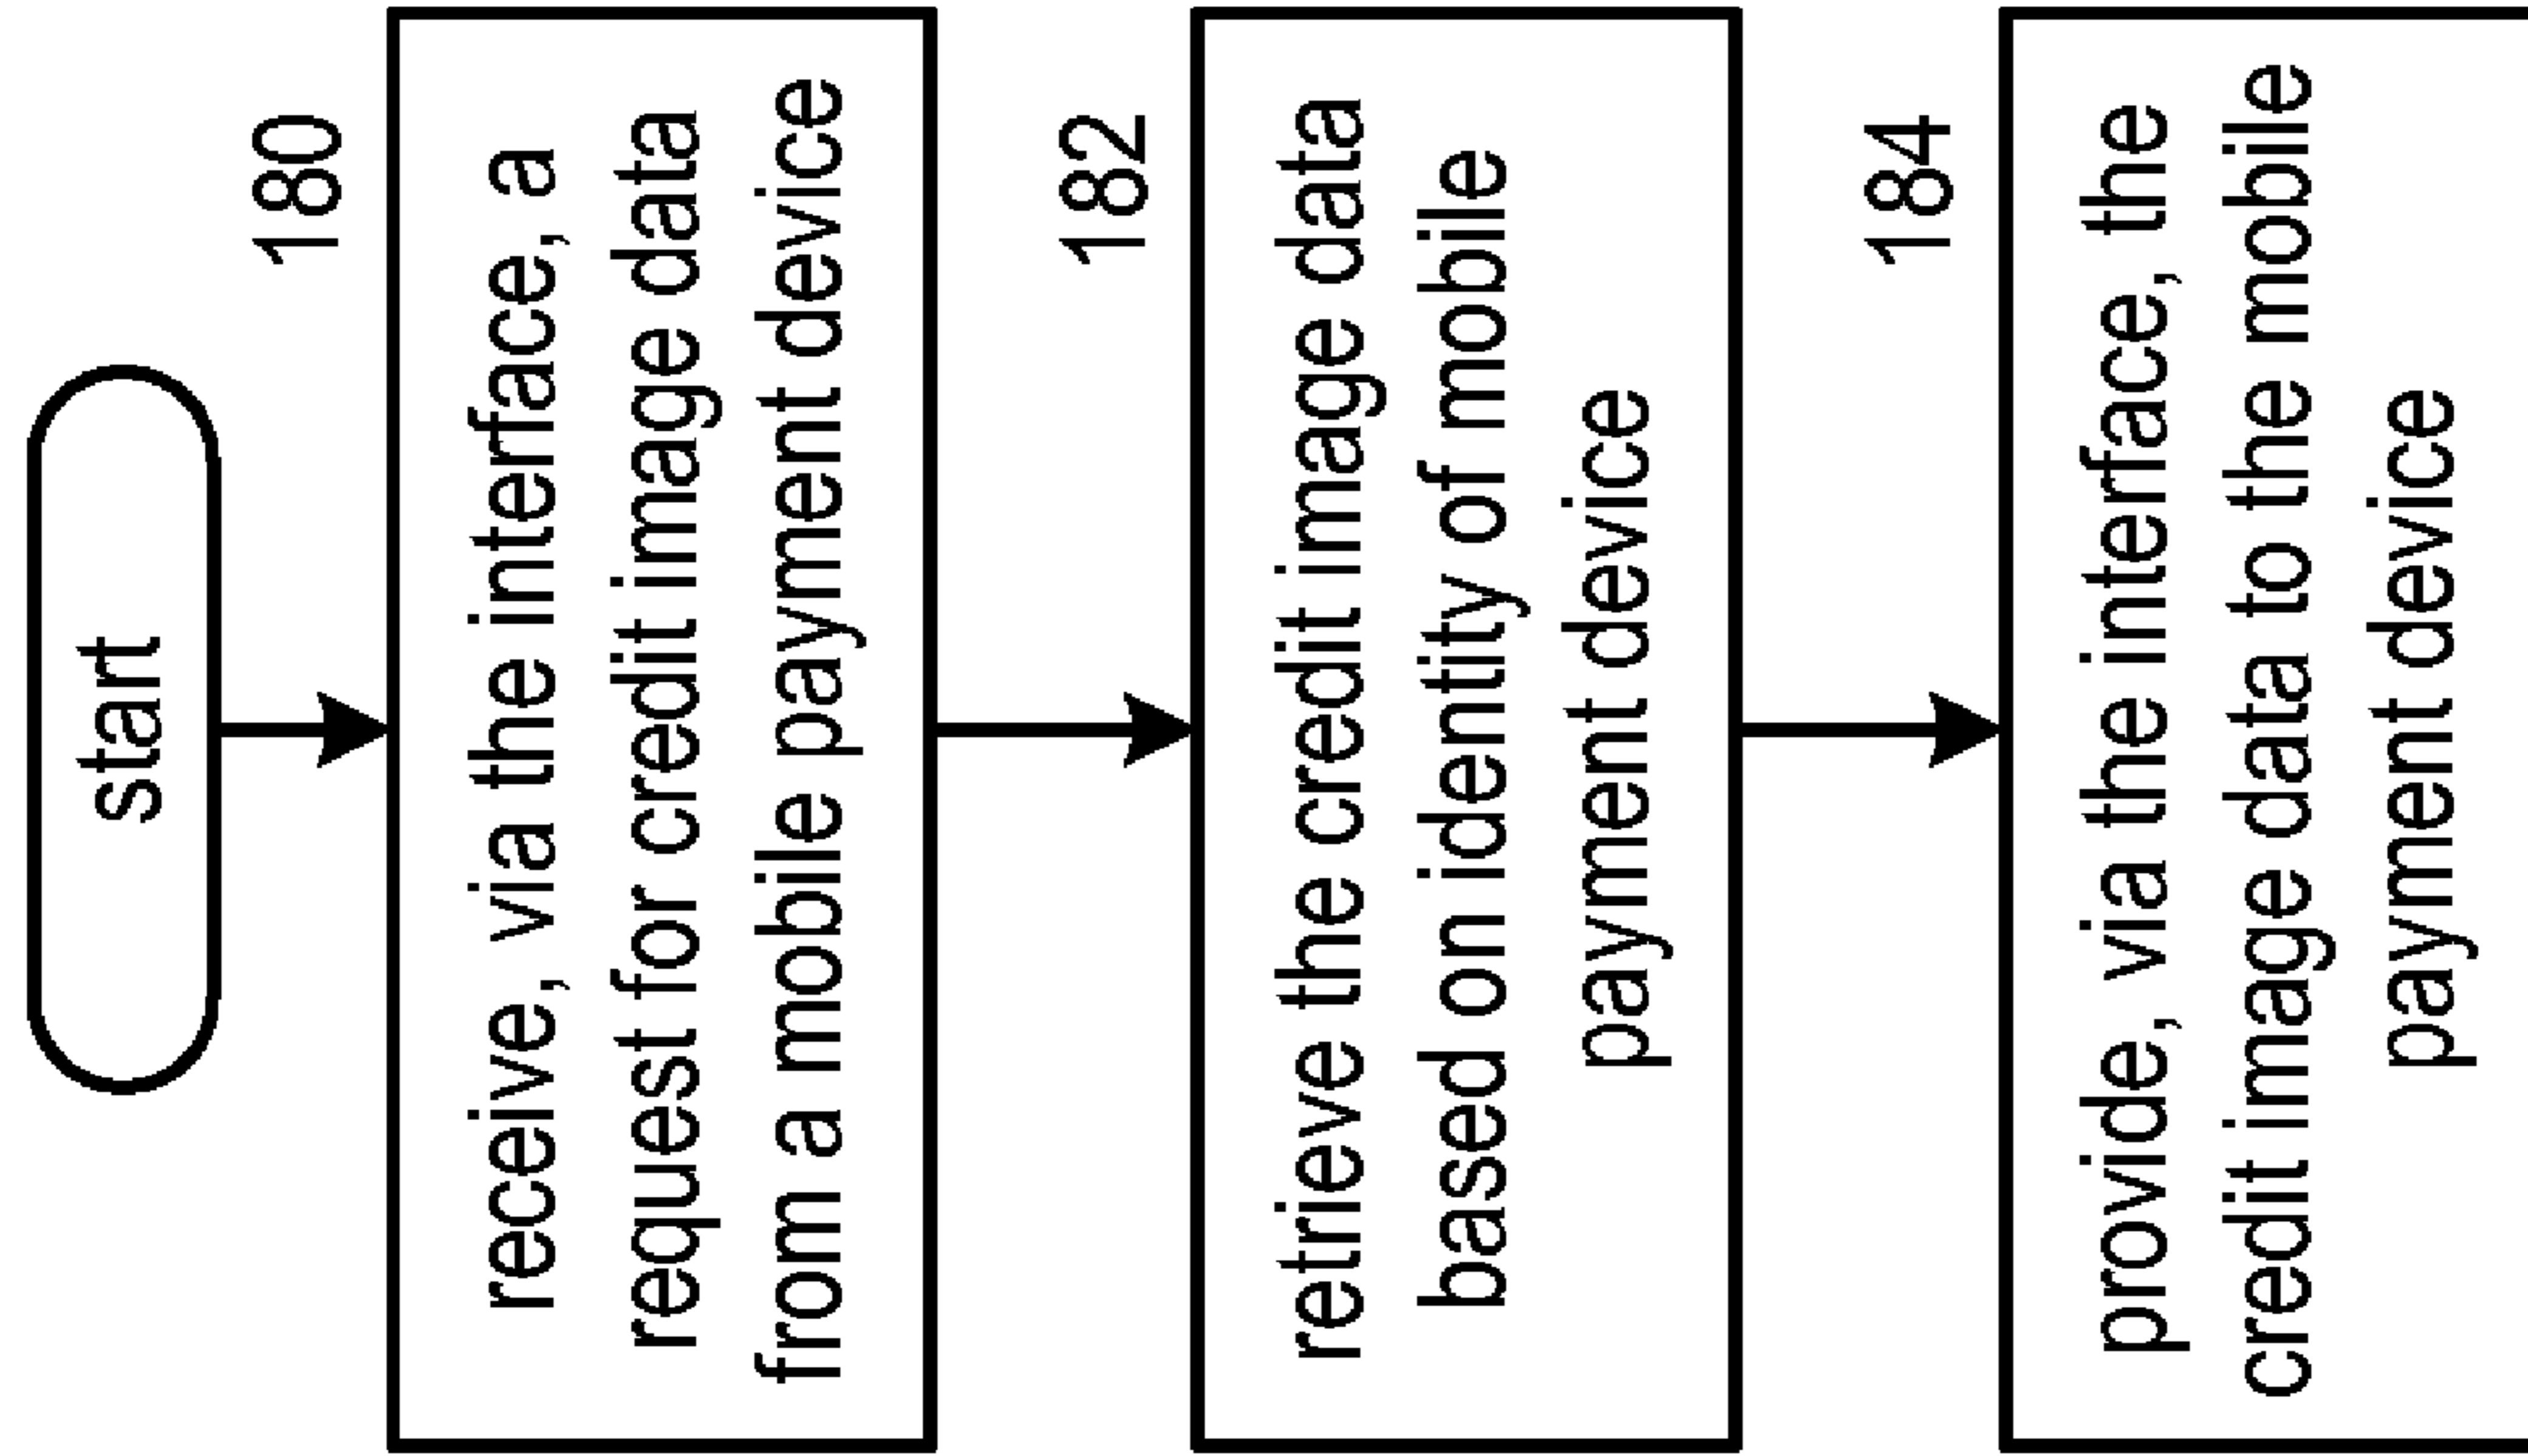 start
180
receive, via the interface, a
request for credit image data
from a mobile payment device
182
retrieve the credit image data
based on identity of mobile
payment device
184
provide, via the interface, the
credit image data to the mobile
payment device